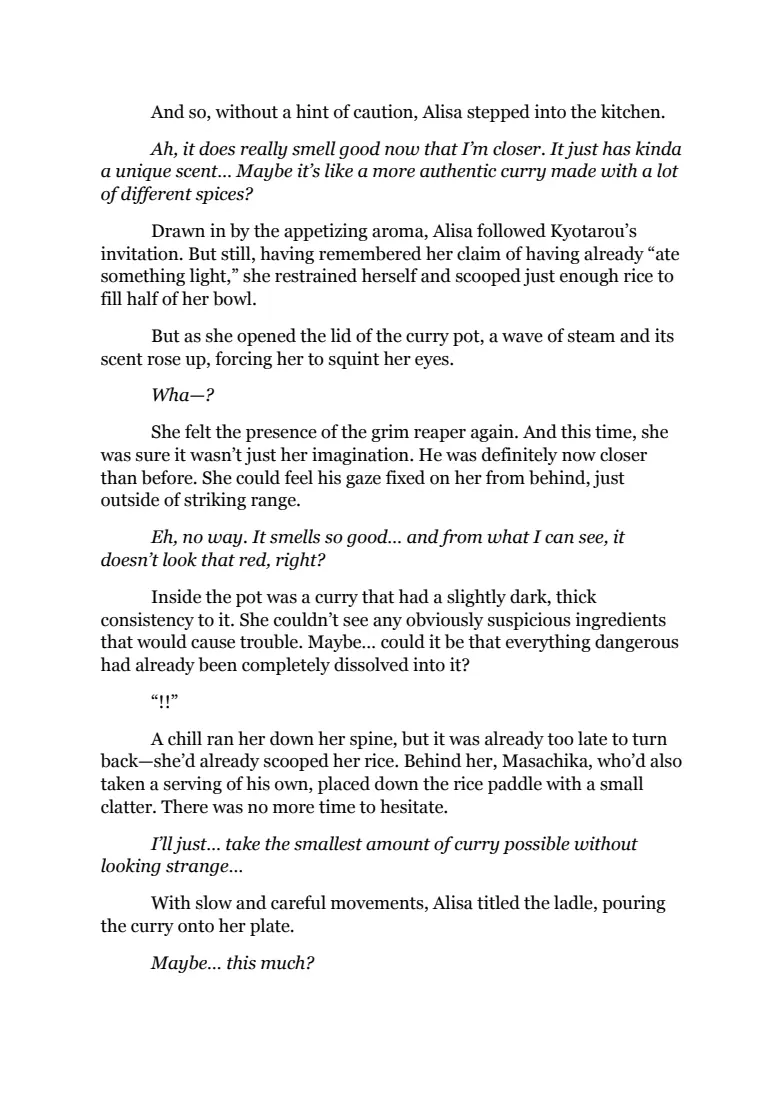 And so, without a hint of caution, Alisa stepped into the kitchen.
Ah, it does really smell good now that I’m closer. It just has kinda
a unique scent… Maybe it’s like a more authentic curry made with a lot
of different spices?
Drawn in by the appetizing aroma, Alisa followed Kyotarou’s
invitation. But still, having remembered her claim of having already “ate
something light,” she restrained herself and scooped just enough rice to
fill half of her bowl.
But as she opened the lid of the curry pot, a wave of steam and its
scent rose up, forcing her to squint her eyes.
Wha—?
She felt the presence of the grim reaper again. And this time, she
was sure it wasn’t just her imagination. He was definitely now closer
than before. She could feel his gaze fixed on her from behind, just
outside of striking range.
Eh, no way. It smells so good… and from what I can see, it
doesn’t look that red, right?
Inside the pot was a curry that had a slightly dark, thick
consistency to it. She couldn’t see any obviously suspicious ingredients
that would cause trouble. Maybe… could it be that everything dangerous
had already been completely dissolved into it?
“!!”
A chill ran her down her spine, but it was already too late to turn
back—she’d already scooped her rice. Behind her, Masachika, who’d also
taken a serving of his own, placed down the rice paddle with a small
clatter. There was no more time to hesitate.
I’ll just… take the smallest amount of curry possible without
looking strange…
With slow and careful movements, Alisa titled the ladle, pouring
the curry onto her plate.
Maybe… this much?